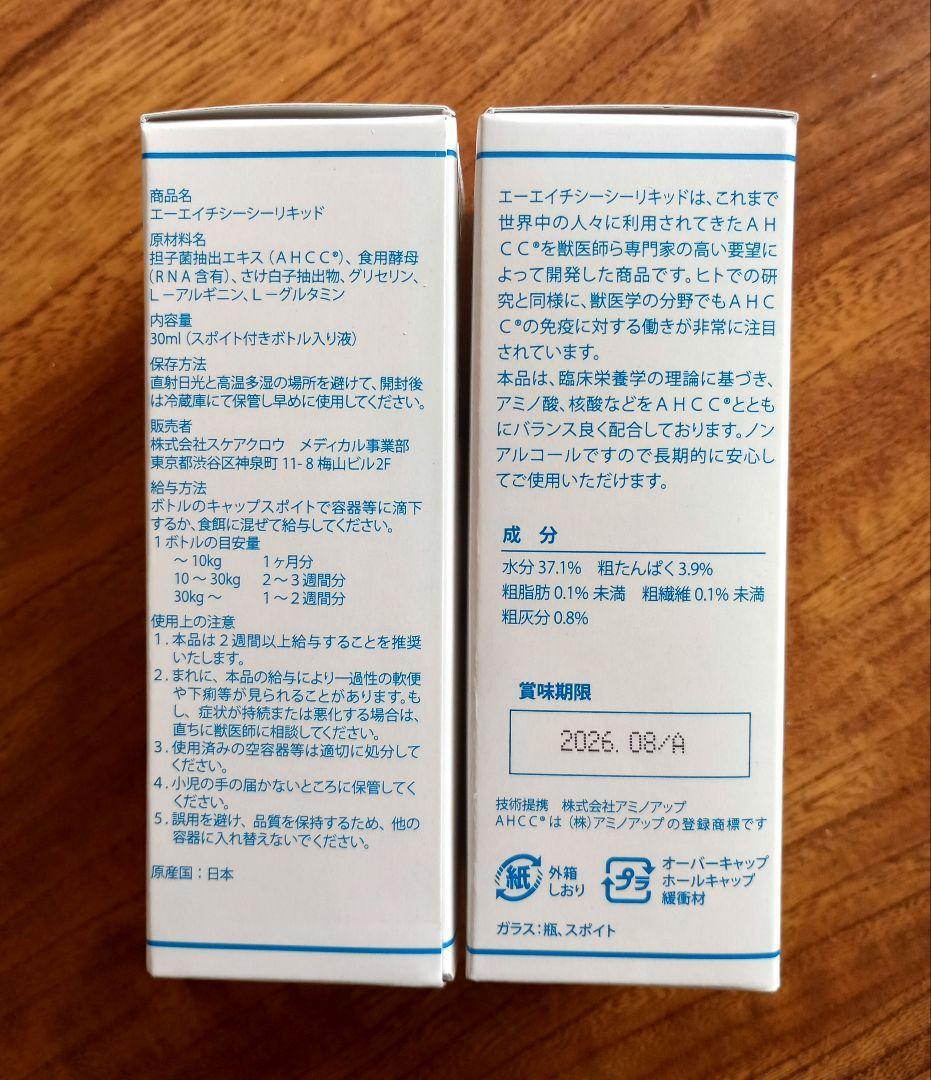 商品名
エーエイチシーシーリキッド
原材料名
担子菌抽出エキス（ＡＨＣＣ®）、食用酵母
（ＲＮＡ含有）、さけ白子抽出物、グリセリン、
Ｌ－アルギニン、Ｌ－グルタミン
内容量
30ml（スポイト付きボトル入り液）
保存方法
直射日光と高温多湿の場所を避けて、開封後
は冷蔵庫にて保管し早めに使用してください。
販売者
株式会社スケアクロウ　メディカル事業部
東京都渋谷区神泉町 11- 8 梅山ビル2F
給与方法
ボトルのキャップスポイトで容器等に滴下
するか、食餌に混ぜて給与してください。
１ボトルの目安量
～ 10kg　１ヶ月分
10 ～ 30kg　２～３週間分
30kg ～　１～２週間分
使用上の注意
１. 本品は２週間以上給与することを推奨
いたします。
２. まれに、本品の給与により一過性の軟便
や下痢等が見られることがあります。も
し、症状が持続または悪化する場合は、
直ちに獣医師に相談してください。
３. 使用済みの空容器等は適切に処分して
ください。
４. 小児の手の届かないところに保管してく
ください。
５. 誤用を避け、品質を保持するため、他の
容器に入れ替えないでください。
原産国：日本
エーエイチシーシーリキッドは、これまで
世界中の人々に利用されてきたＡＨ
ＣＣ®を獣医師ら専門家の高い要望に
よって開発した商品です。ヒトでの研
究と同様に、獣医学の分野でもＡＨＣ
Ｃ®の免疫に対する働きが非常に注目
されています。
本品は、臨床栄養学の理論に基づき、
アミノ酸、核酸などをＡＨＣＣ®ととも
にバランス良く配合しております。ノン
アルコールですので長期的に安心し
てご使用いただけます。
成　分
水分 37.1%　粗たんぱく 3.9%
粗脂肪 0.1% 未満　粗繊維 0.1% 未満
粗灰分 0.8%
賞味期限
2026. 08/A
技術提携　株式会社アミノアップ
ＡＨＣＣ®は（株）アミノアップの登録商標です
紙 外箱
しおり
プラ オーバーキャップ
ホールキャップ
緩衝材
ガラス：瓶、スポイト